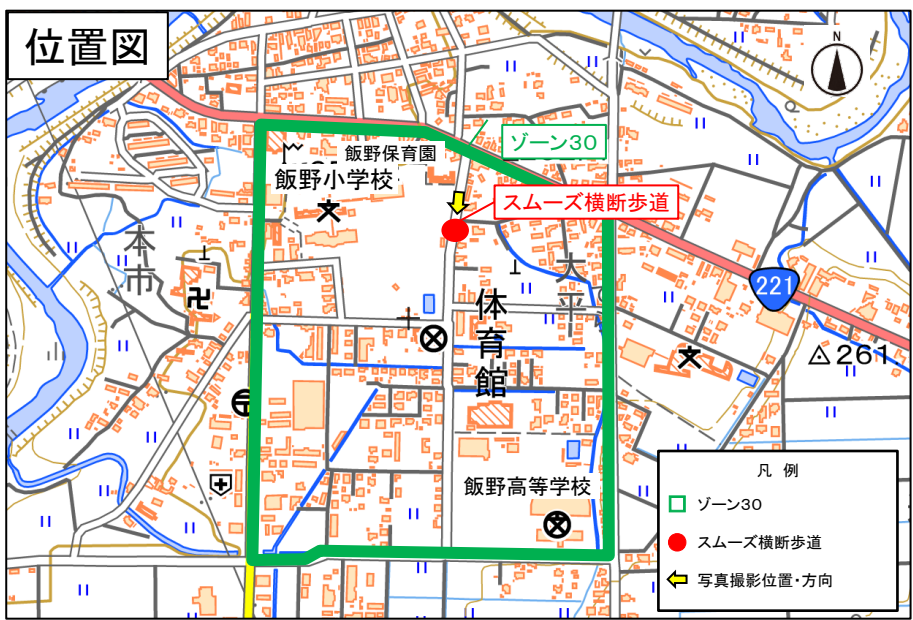 位置図
N
ゾーン30
飯野保育園
飯野小学校
スムーズ横断歩道
本市
大平
221
体育館
261
飯野高等学校
凡 例
ゾーン30
スムーズ横断歩道
写真撮影位置・方向